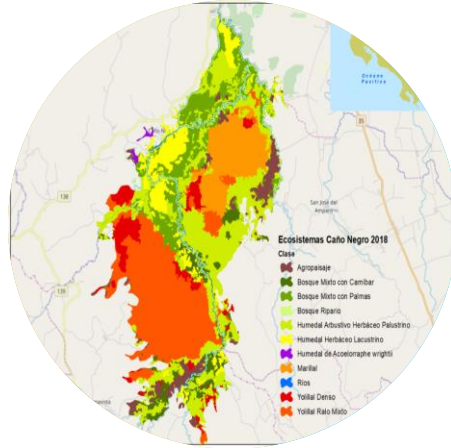 Océano
Pacífico
35
138
San José del
Amparo
139
Ecosistemas Caño Negro 2018
Clase
Agropaisaje
Bosque Mixto con Camíbar
Bosque Mixto con Palmas
Bosque Ripario
Humedal Arbustivo Herbáceo Palustrino
Humedal Herbáceo Lacustrino
Humedal de Acoelorraphe wrightii
Marillal
Ríos
Yolillal Denso
Yolillal Ralo Mixto